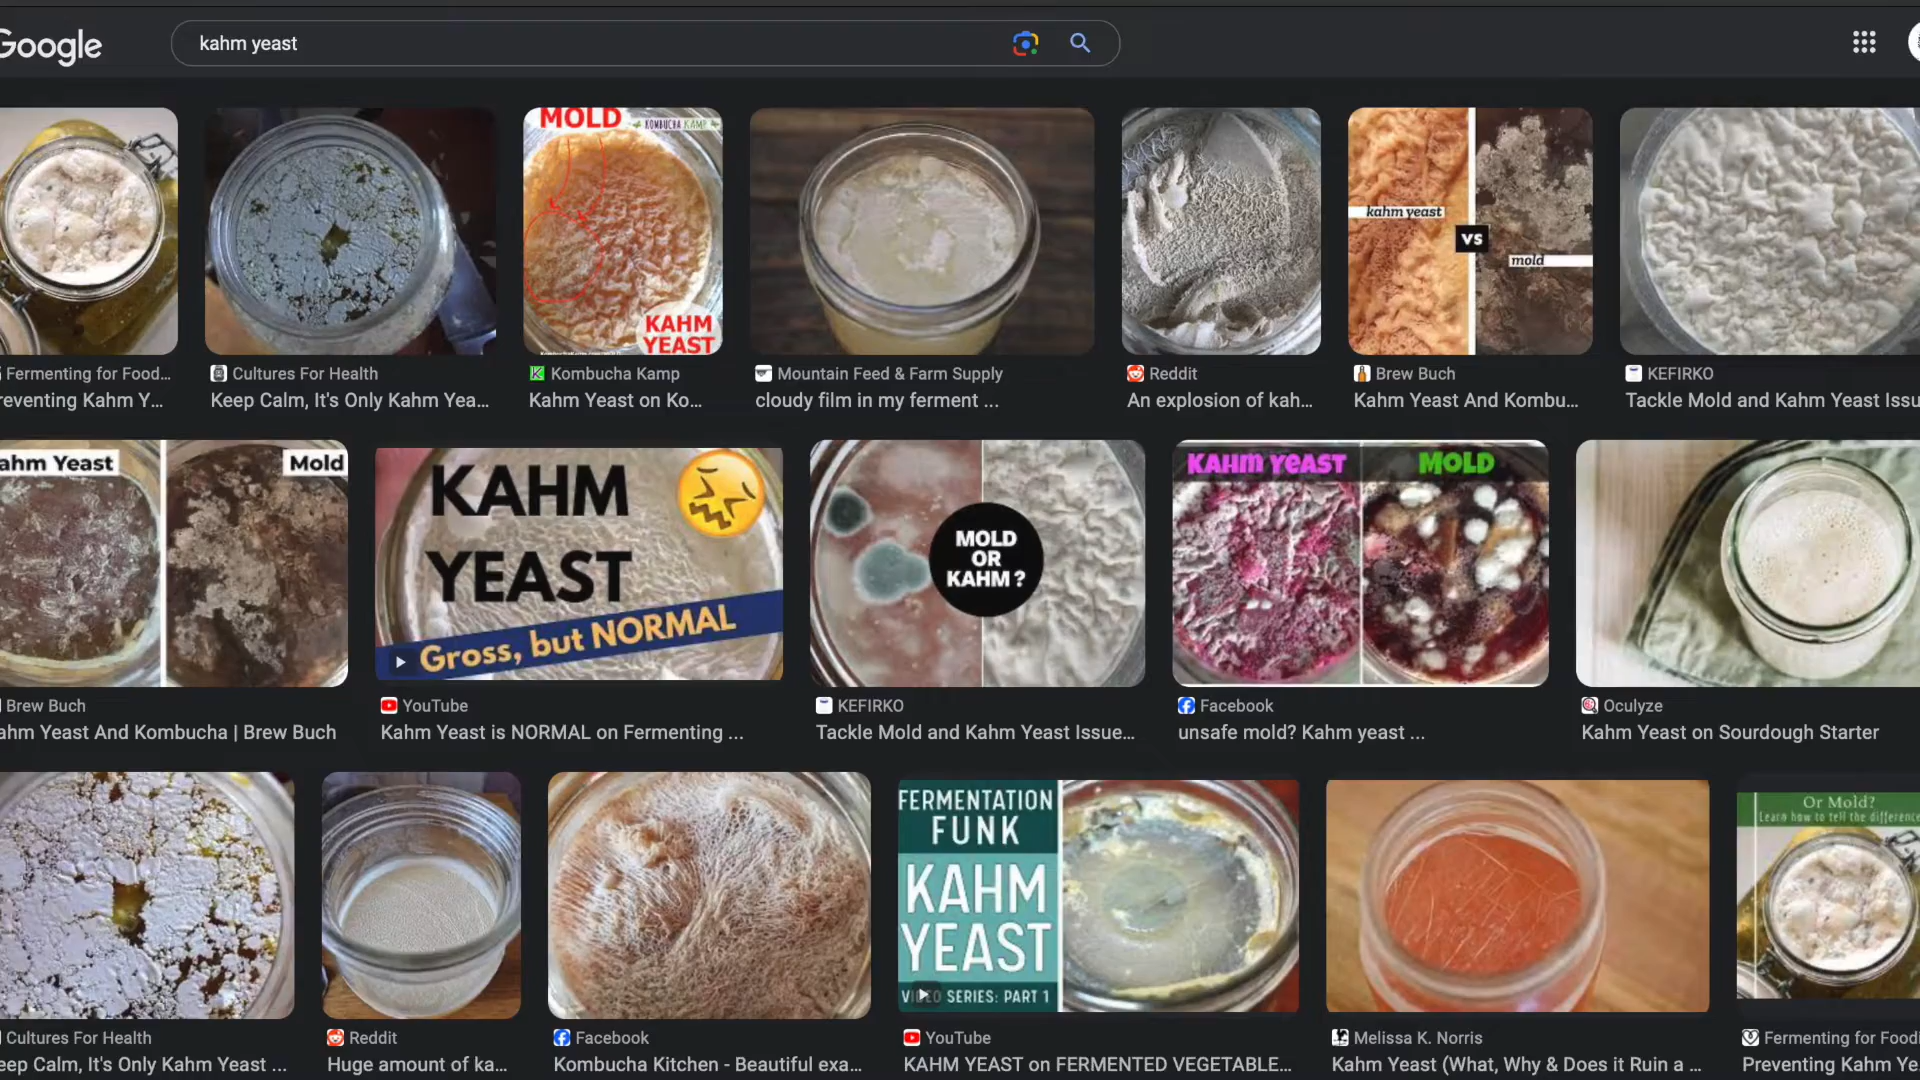 Google
kahm yeast
MOLD
KOMBUCHA KAMP
KAHM
YEAST
kahm yeast
VS
mold
Fermenting for Food...
reventing Kahm Y...
Cultures For Health
Keep Calm, It's Only Kahm Yea...
Kombucha Kamp
Kahm Yeast on Ko...
Mountain Feed & Farm Supply
cloudy film in my ferment ...
Reddit
An explosion of kah...
Brew Buch
Kahm Yeast And Kombu...
KEFIRKO
Tackle Mold and Kahm Yeast Issu
ahm Yeast
Mold
KAHM
YEAST
Gross, but NORMAL
MOLD
OR
KAHM?
KAHM YEAST
MOLD
Brew Buch
ahm Yeast And Kombucha | Brew Buch
YouTube
Kahm Yeast is NORMAL on Fermenting ...
KEFIRKO
Tackle Mold and Kahm Yeast Issue...
Facebook
unsafe mold? Kahm yeast ...
Oculyze
Kahm Yeast on Sourdough Starter
FERMENTATION
FUNK
KAHM
YEAST
VIDEO SERIES: PART 1
Or Mold?
Learn how to tell the difference
Cultures For Health
eep Calm, It's Only Kahm Yeast ...
Reddit
Huge amount of ka...
Facebook
Kombucha Kitchen - Beautiful exa...
YouTube
KAHM YEAST on FERMENTED VEGETABLE...
Melissa K. Norris
Kahm Yeast (What, Why & Does it Ruin a ...
Fermenting for Foodi
Preventing Kahm Ye